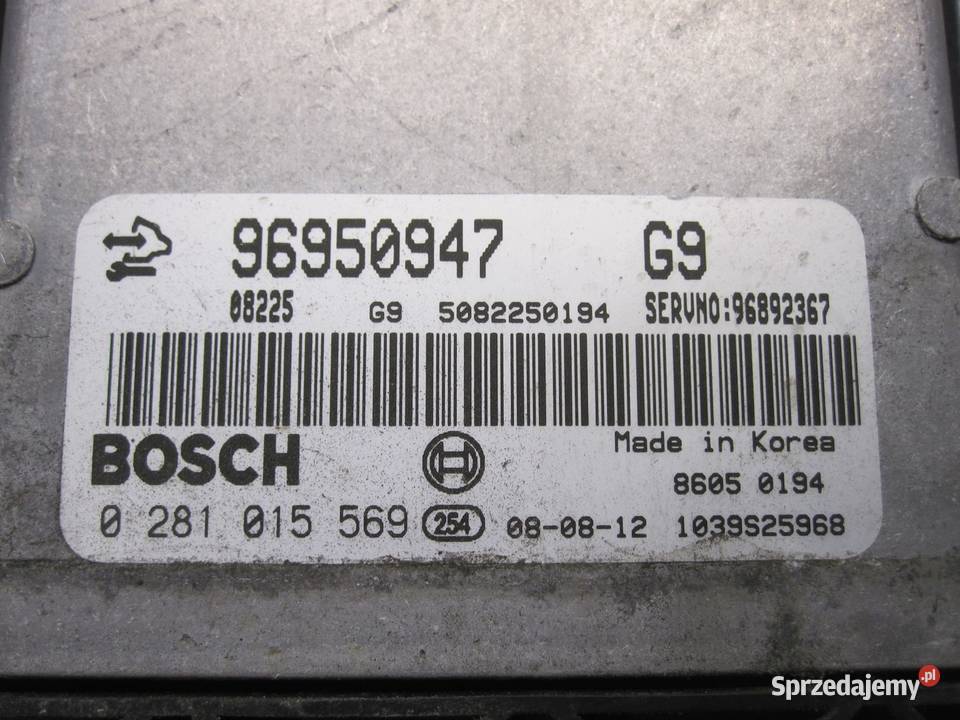 96950947 G9
08225 G9 5082250194 SERVNO:96892367
BOSCH
Made in Korea
8605 0194
0 281 015 569 254 08-08-12 1039S25968
Sprzedajemy.pl